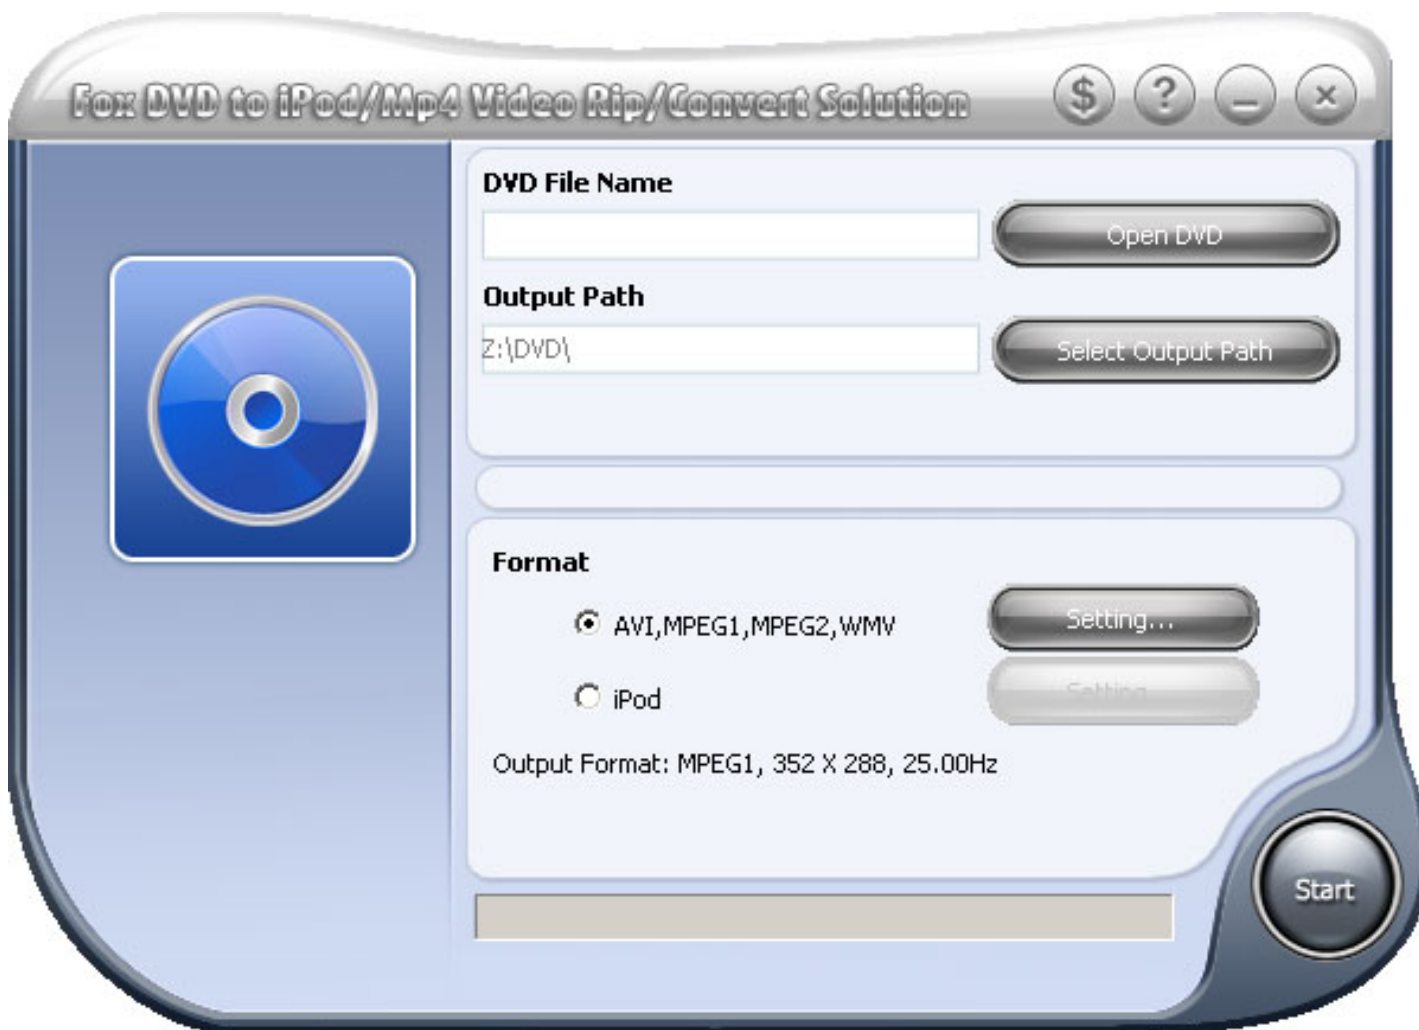 Fox DVD to iPod/Mp4 Video Rip/Convert Solution
$ ?
DVD File Name
Open DVD
Output Path
Z:\DVD\
Select Output Path
Format
AVI,MPEG1,MPEG2,WMV
Setting...
iPod
Setting...
Output Format: MPEG1, 352 X 288, 25.00Hz
Start